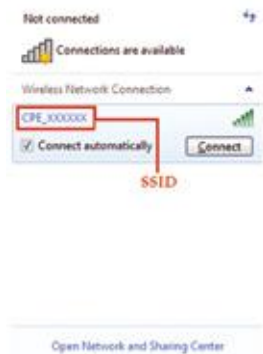 Not connected
Connections are available
Wireless Network Connection
CPE_XXXXXX
Connect automatically
Connect
SSID
Open Network and Sharing Center